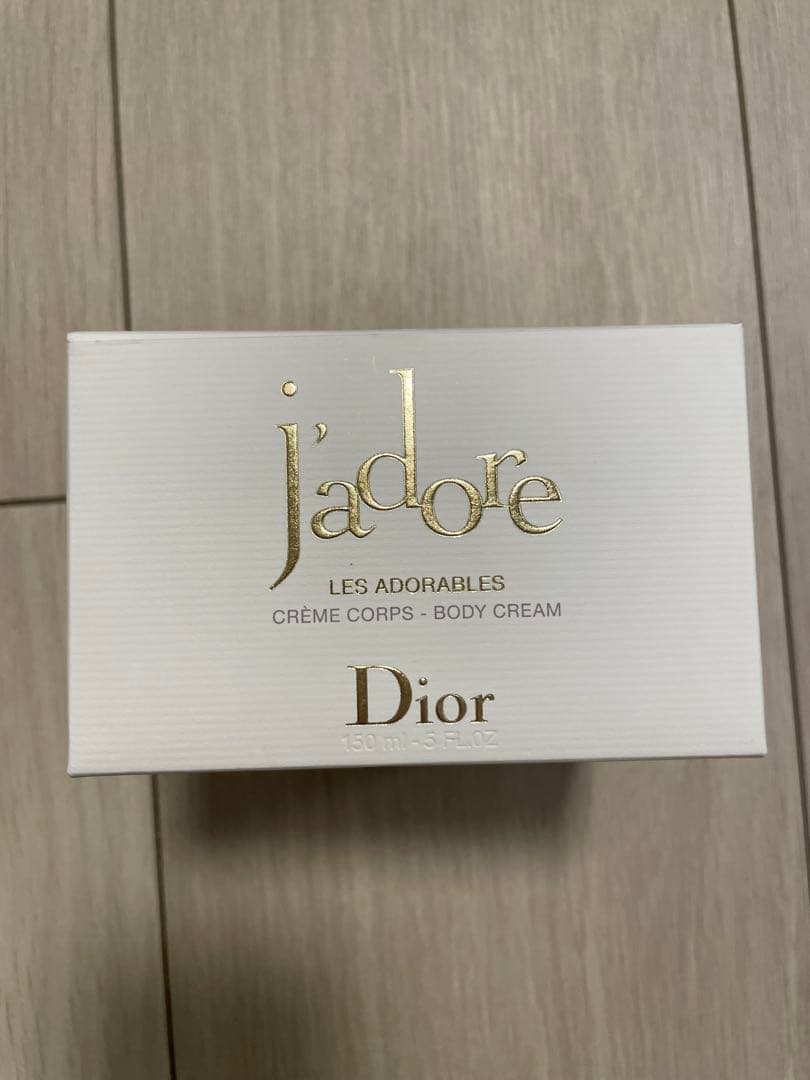 j'adore
LES ADORABLES
CRÈME CORPS - BODY CREAM
Dior
150 ml - 5 FL.OZ